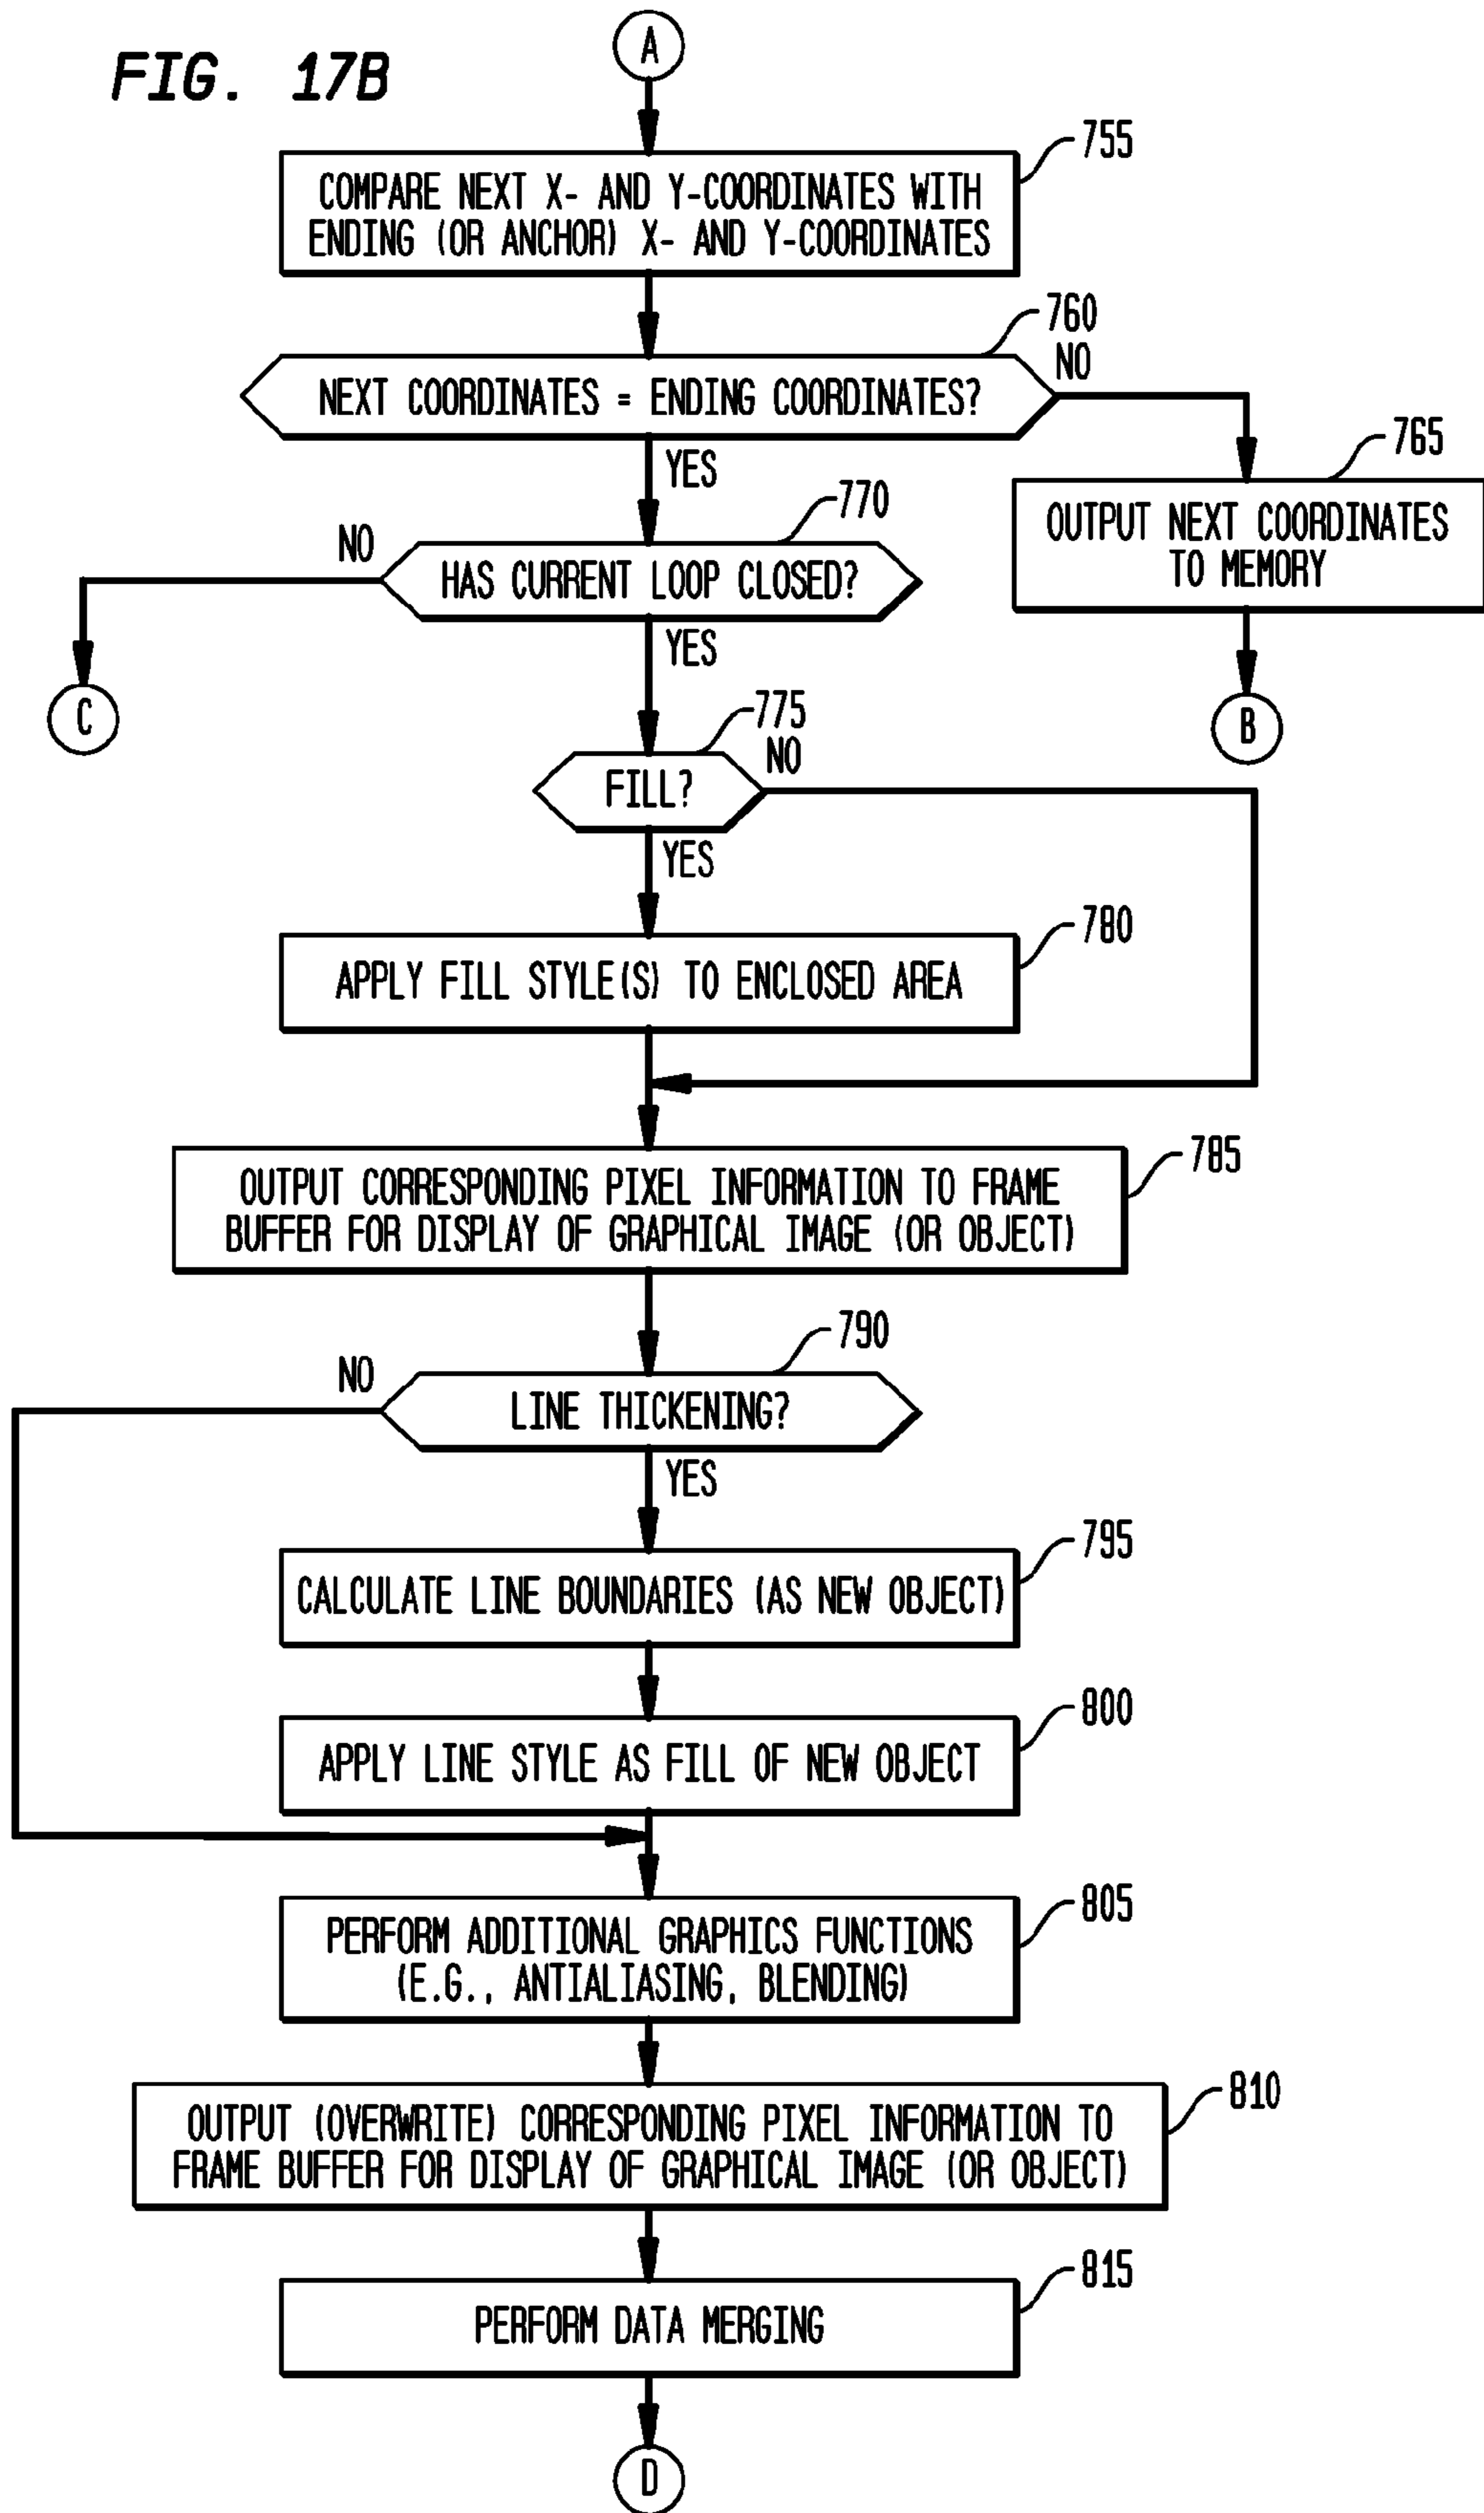 FIG. 17B
A
755
COMPARE NEXT X- AND Y-COORDINATES WITH
ENDING (OR ANCHOR) X- AND Y-COORDINATES
760
NEXT COORDINATES = ENDING COORDINATES?
NO
YES
765
OUTPUT NEXT COORDINATES
TO MEMORY
B
770
HAS CURRENT LOOP CLOSED?
NO
C
YES
775
FILL?
NO
YES
780
APPLY FILL STYLE(S) TO ENCLOSED AREA
785
OUTPUT CORRESPONDING PIXEL INFORMATION TO FRAME
BUFFER FOR DISPLAY OF GRAPHICAL IMAGE (OR OBJECT)
790
LINE THICKENING?
NO
YES
795
CALCULATE LINE BOUNDARIES (AS NEW OBJECT)
800
APPLY LINE STYLE AS FILL OF NEW OBJECT
805
PERFORM ADDITIONAL GRAPHICS FUNCTIONS
(E.G., ANTIALIASING, BLENDING)
810
OUTPUT (OVERWRITE) CORRESPONDING PIXEL INFORMATION TO
FRAME BUFFER FOR DISPLAY OF GRAPHICAL IMAGE (OR OBJECT)
815
PERFORM DATA MERGING
D